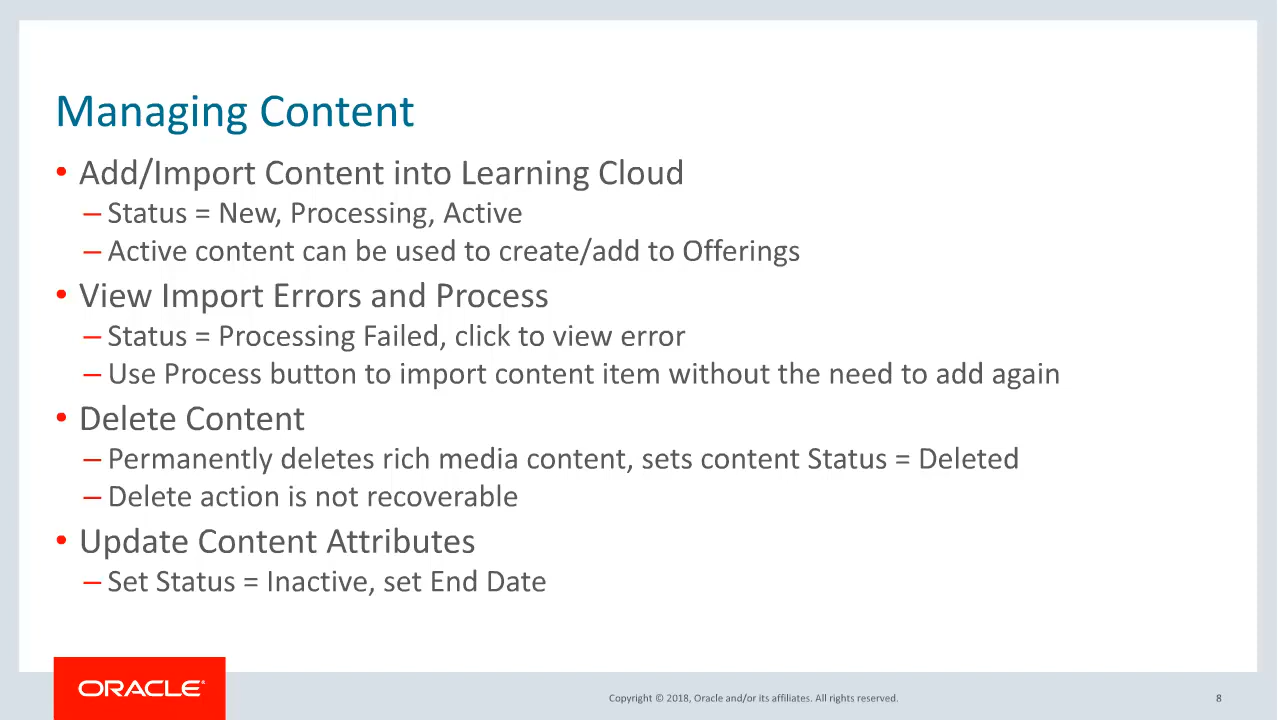 Managing Content
• Add/Import Content into Learning Cloud
– Status = New, Processing, Active
– Active content can be used to create/add to Offerings
• View Import Errors and Process
– Status = Processing Failed, click to view error
– Use Process button to import content item without the need to add again
• Delete Content
– Permanently deletes rich media content, sets content Status = Deleted
– Delete action is not recoverable
• Update Content Attributes
– Set Status = Inactive, set End Date
ORACLE®
Copyright © 2018, Oracle and/or its affiliates. All rights reserved.
8